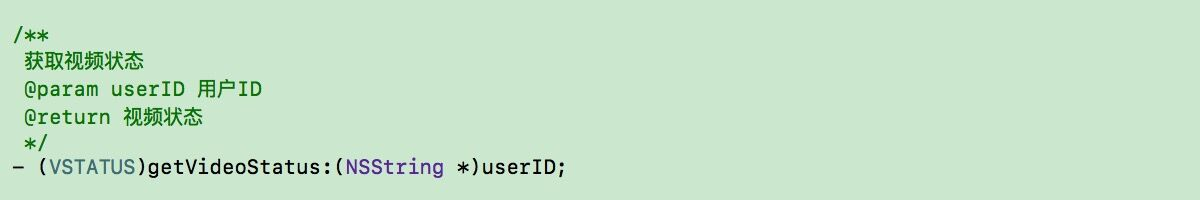 /**
 获取视频状态
 @param userID 用户ID
 @return 视频状态
 */
- (VSTATUS)getVideoStatus:(NSString *)userID;